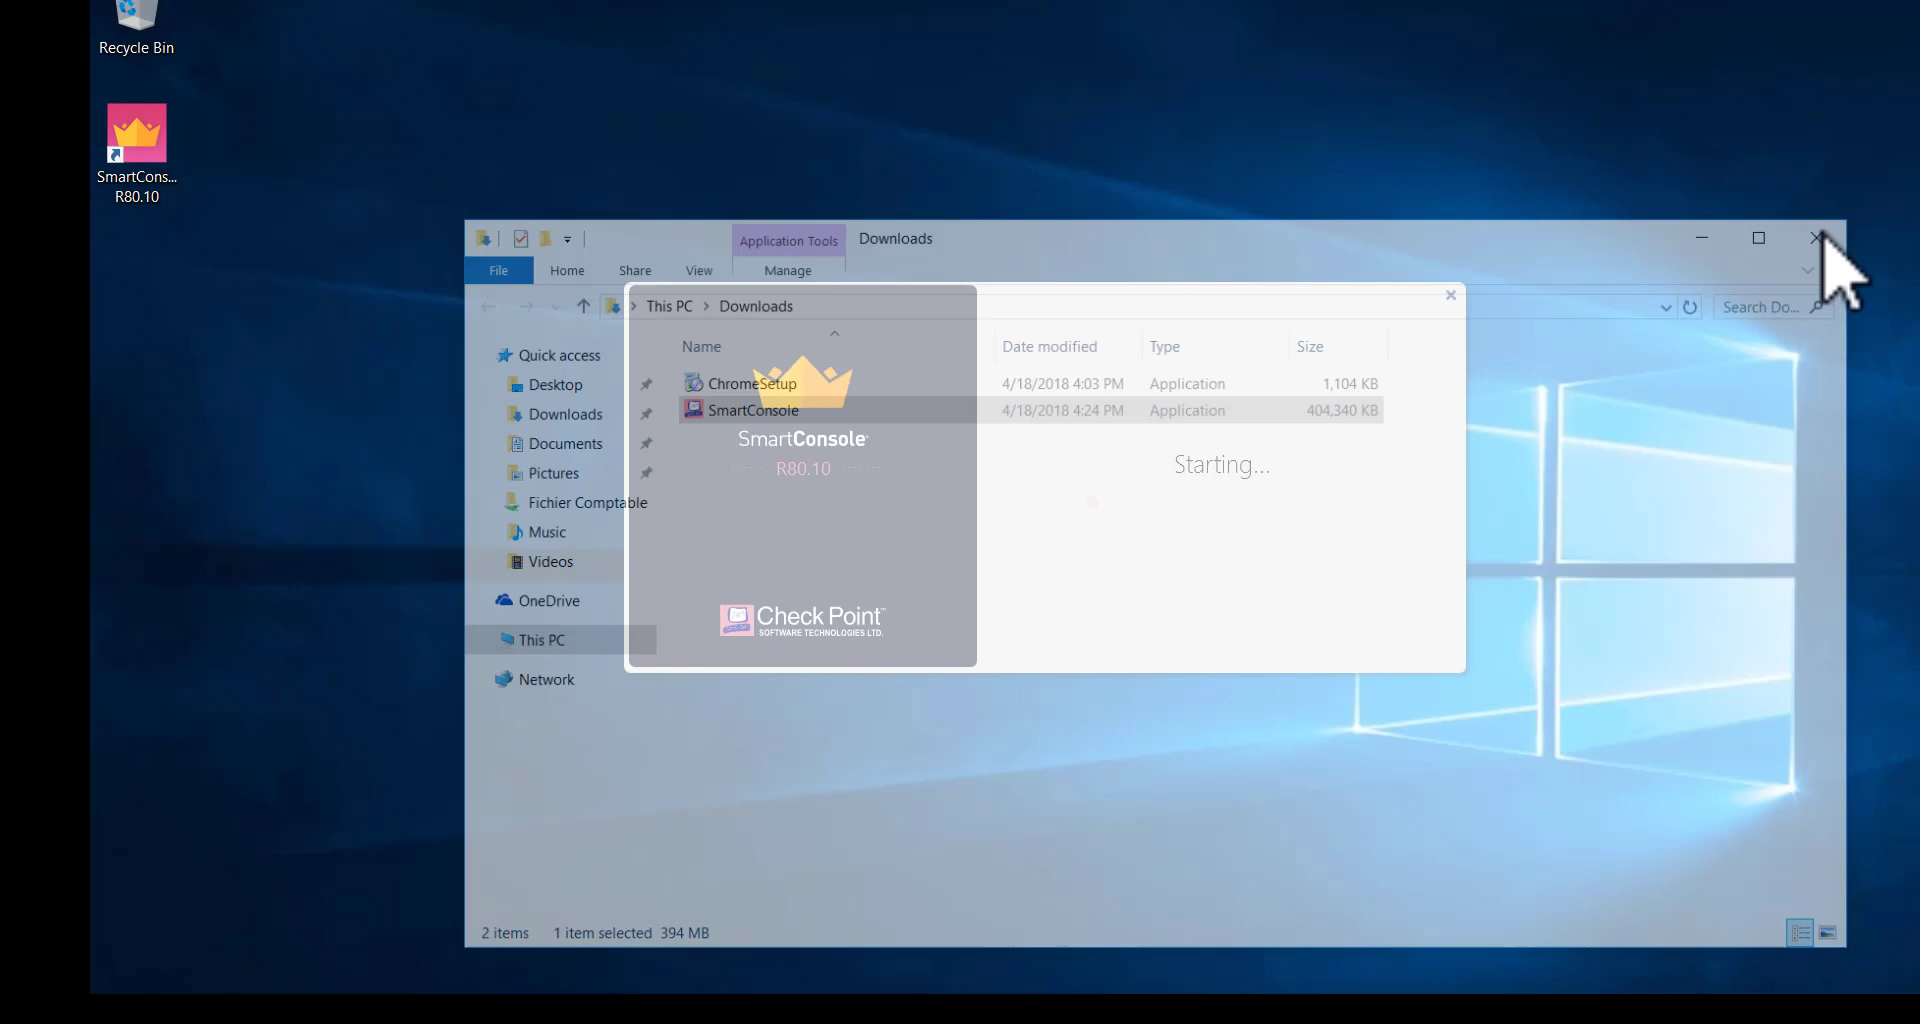 Recycle Bin
SmartCons...
R80.10
Application Tools
Downloads
File
Home
Share
View
Manage
This PC
Downloads
Search Do...
Name
Date modified
Type
Size
ChromeSetup
4/18/2018 4:03 PM
Application
1,104 KB
SmartConsole
4/18/2018 4:24 PM
Application
404,340 KB
Quick access
Desktop
Downloads
Documents
Pictures
Fichier Comptable
Music
Videos
OneDrive
This PC
Network
SmartConsole
R80.10
Starting...
Check Point™
SOFTWARE TECHNOLOGIES LTD.
2 items
1 item selected 394 MB